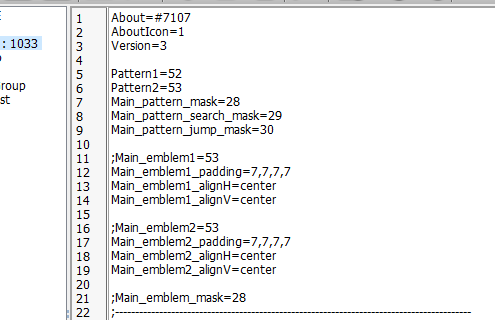 E
: 1033
roup
st
1 About=#7107
2 AboutIcon=1
3 Version=3
4
5 Pattern1=52
6 Pattern2=53
7 Main_pattern_mask=28
8 Main_pattern_search_mask=29
9 Main_pattern_jump_mask=30
10
11 ;Main_emblem1=53
12 Main_emblem1_padding=7,7,7,7
13 Main_emblem1_alignH=center
14 Main_emblem1_alignV=center
15
16 ;Main_emblem2=53
17 Main_emblem2_padding=7,7,7,7
18 Main_emblem2_alignH=center
19 Main_emblem2_alignV=center
20
21 ;Main_emblem_mask=28
22 ;------------------------------------------------------------------------